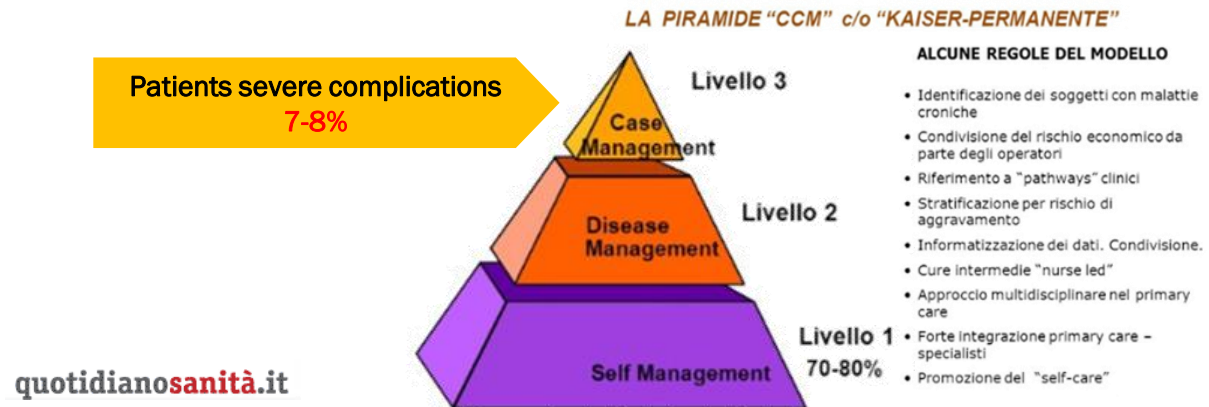 LA PIRAMIDE “CCM” c/o “KAISER-PERMANENTE”
Patients severe complications
7-8%
Livello 3
Case
Management
Livello 2
Disease
Management
Livello 1
70-80%
Self Management
ALCUNE REGOLE DEL MODELLO
• Identificazione dei soggetti con malattie
croniche
• Condivisione del rischio economico da
parte degli operatori
• Riferimento a “pathways” clinici
• Stratificazione per rischio di
aggravamento
• Informatizzazione dei dati. Condivisione.
• Cure intermedie “nurse led”
• Approccio multidisciplinare nel primary
care
• Forte integrazione primary care –
specialisti
• Promozione del “self-care”
quotidianosanità.it